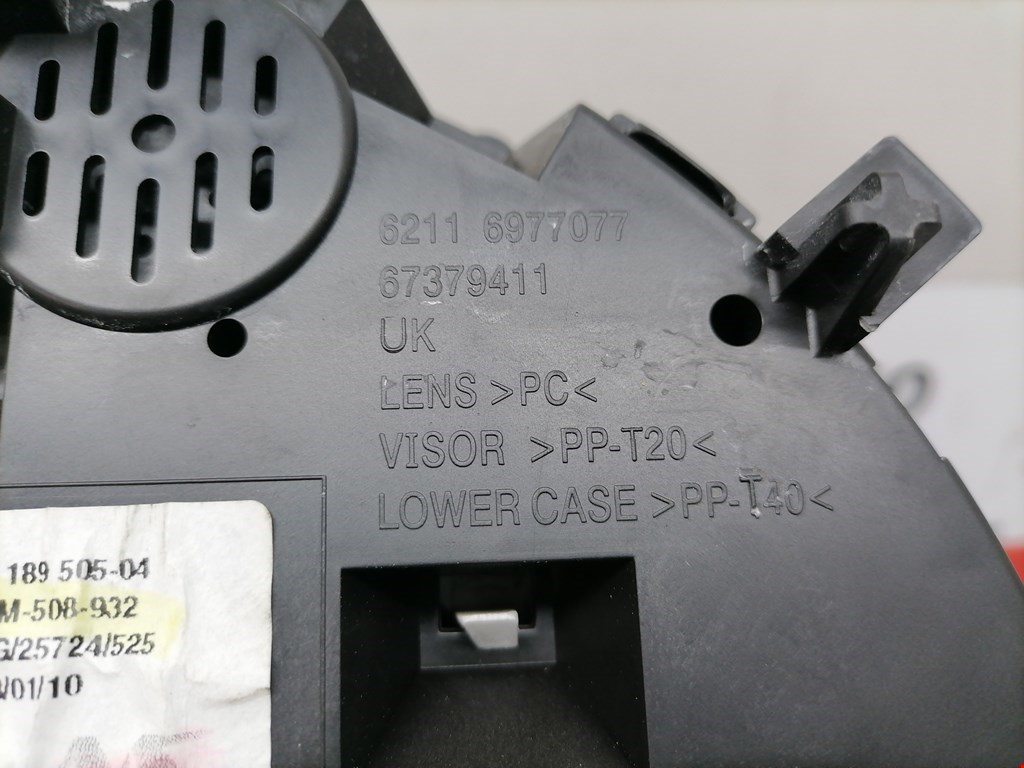 6211 6977077
67379411
UK
LENS >PC<
VISOR >PP-T20<
LOWER CASE >PP-T40<
189 505-04
M-508-932
G/25724/525
/01/10